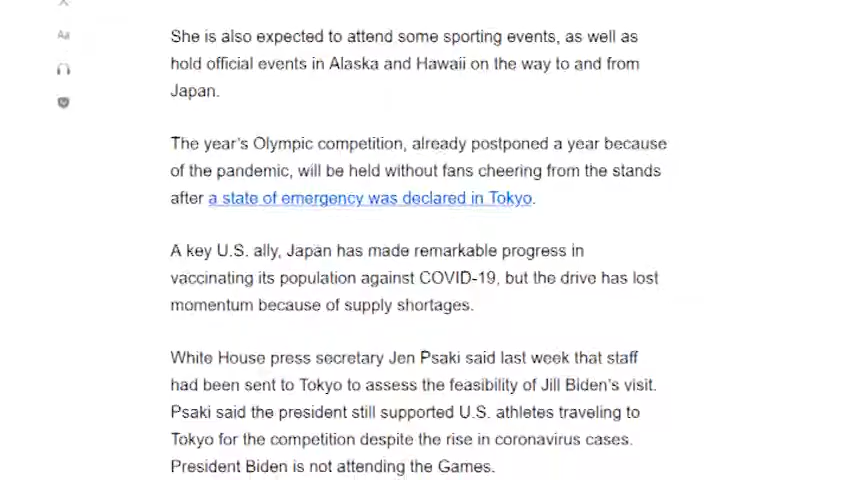 She is also expected to attend some sporting events, as well as
hold official events in Alaska and Hawaii on the way to and from
Japan.
The year's Olympic competition, already postponed a year because
of the pandemic, will be held without fans cheering from the stands
after a state of emergency was declared in Tokyo.
A key U.S. ally, Japan has made remarkable progress in
vaccinating its population against COVID-19, but the drive has lost
momentum because of supply shortages.
White House press secretary Jen Psaki said last week that staff
had been sent to Tokyo to assess the feasibility of Jill Biden's visit.
Psaki said the president still supported U.S. athletes traveling to
Tokyo for the competition despite the rise in coronavirus cases.
President Biden is not attending the Games.